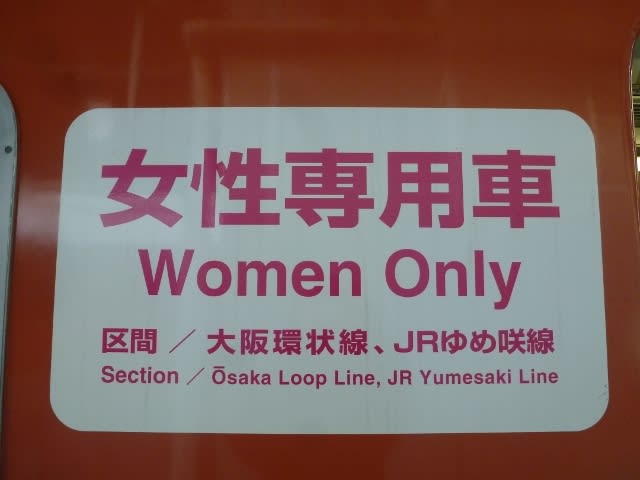 女性専用車
Women Only
区間 ／ 大阪環状線、JRゆめ咲線
Section ／ Ōsaka Loop Line, JR Yumesaki Line